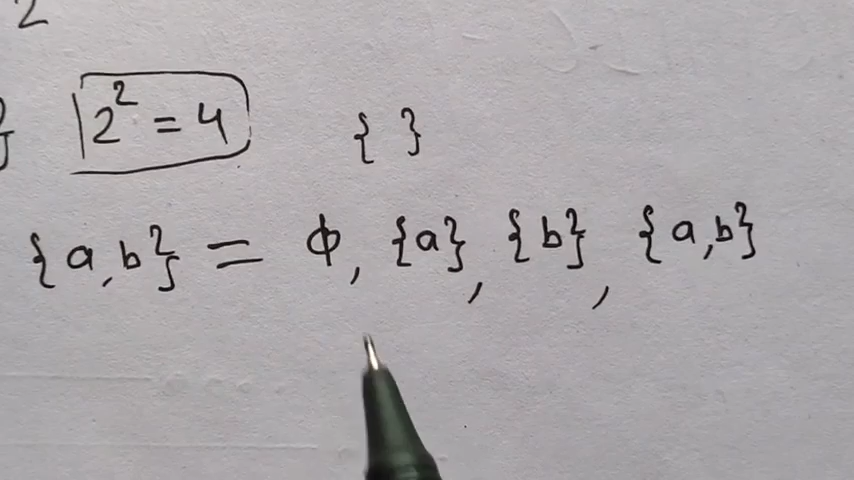 2
} 2² = 4 { }
{a,b} = ϕ, {a}, {b}, {a,b}